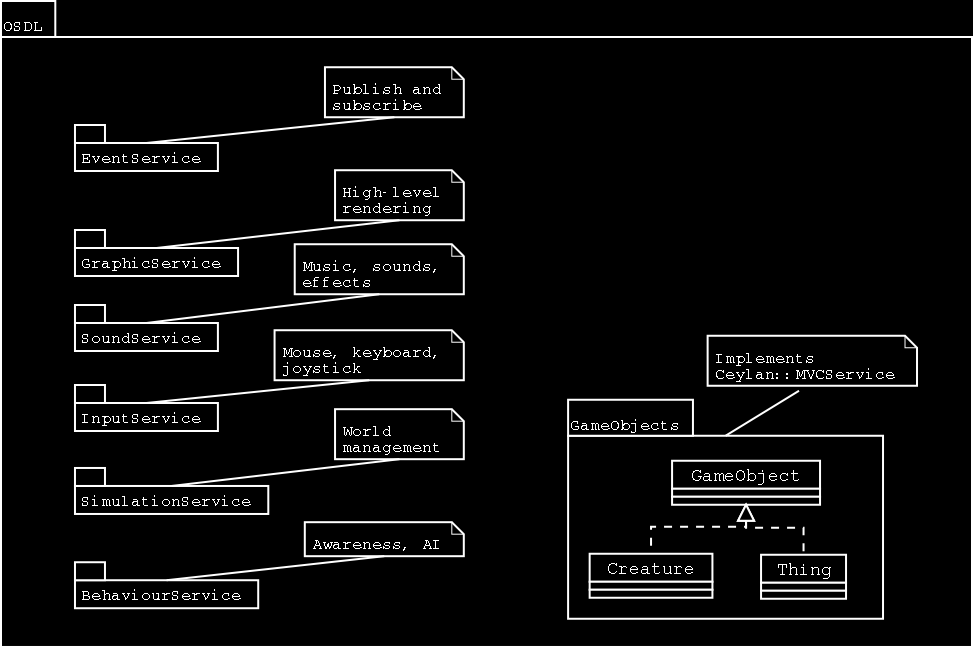 OSDL
Publish and
subscribe
EventService
High-level
rendering
GraphicService
Music, sounds,
effects
SoundService
Mouse, keyboard,
joystick
InputService
World
management
SimulationService
Awareness, AI
BehaviourService
Implements
Ceylan::MVCService
GameObjects
GameObject
Creature
Thing